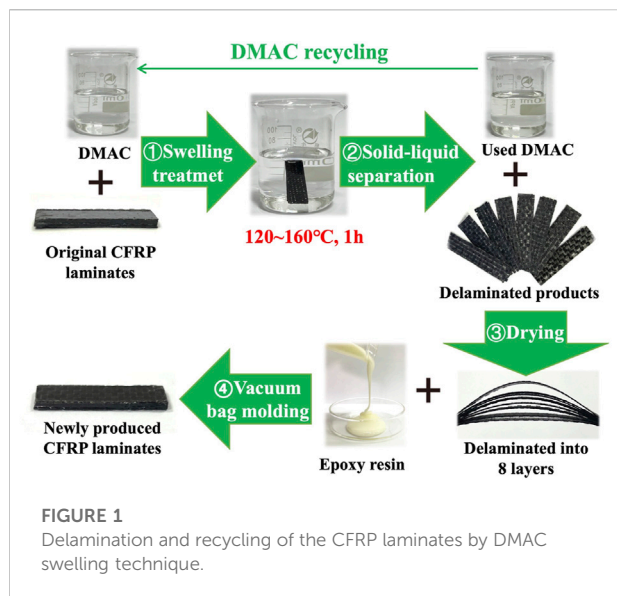 DMAC recycling
DMAC
+
Original CFRP
laminates
①Swelling
treatmet
120~160℃, 1h
②Solid-liquid
separation
Used DMAC
+
Delaminated products
③Drying
Delaminated into
8 layers
+
Epoxy resin
④Vacuum
bag molding
Newly produced
CFRP laminates
FIGURE 1
Delamination and recycling of the CFRP laminates by DMAC
swelling technique.